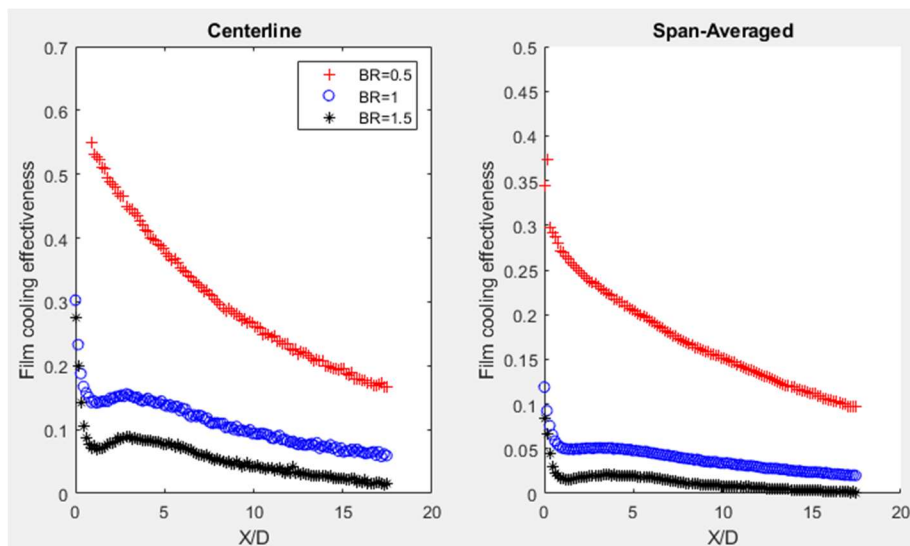 Centerline
0.7
0.6
0.5
0.4
0.3
0.2
0.1
0
Film cooling effectiveness
0 5 10 15 20
X/D
BR=0.5
BR=1
BR=1.5
Span-Averaged
0.5
0.45
0.4
0.35
0.3
0.25
0.2
0.15
0.1
0.05
0
Film cooling effectiveness
0 5 10 15 20
X/D